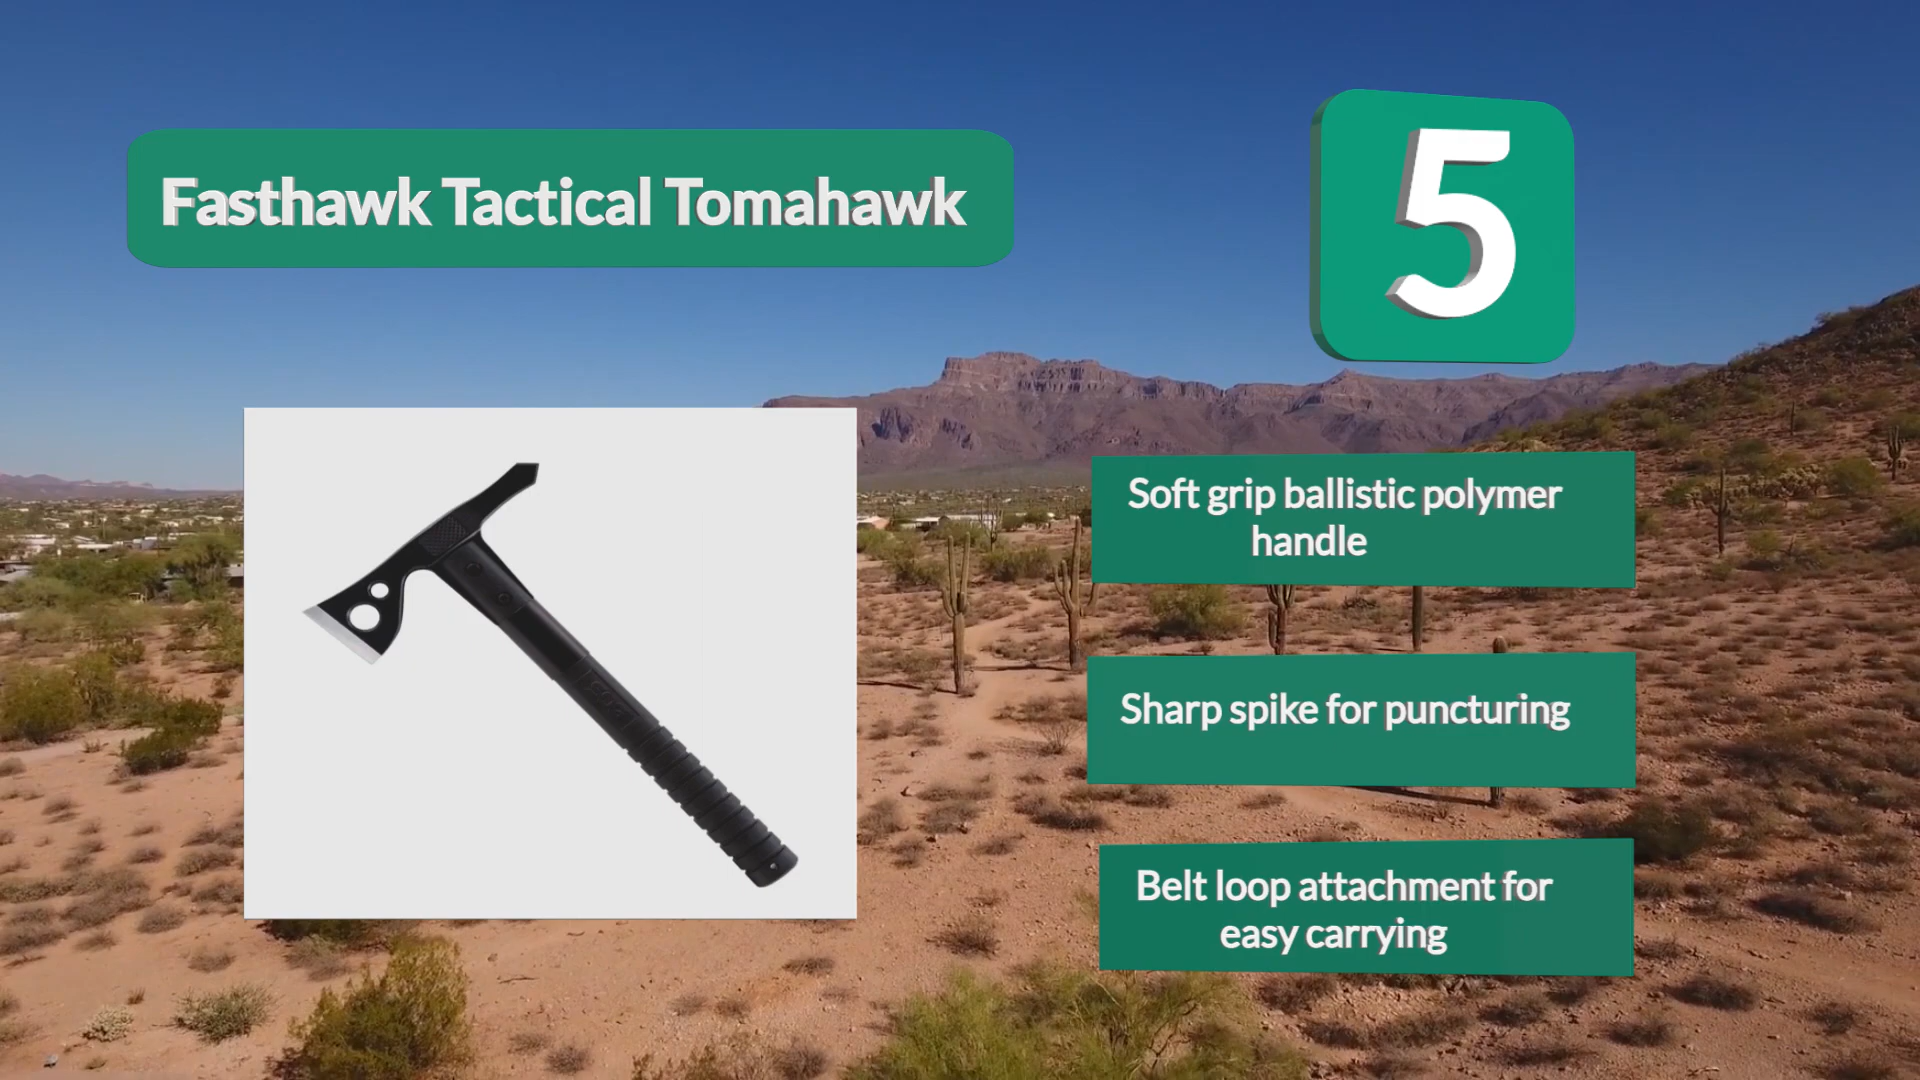 Fasthawk Tactical Tomahawk
5
Soft grip ballistic polymer
handle
Sharp spike for puncturing
Belt loop attachment for
easy carrying